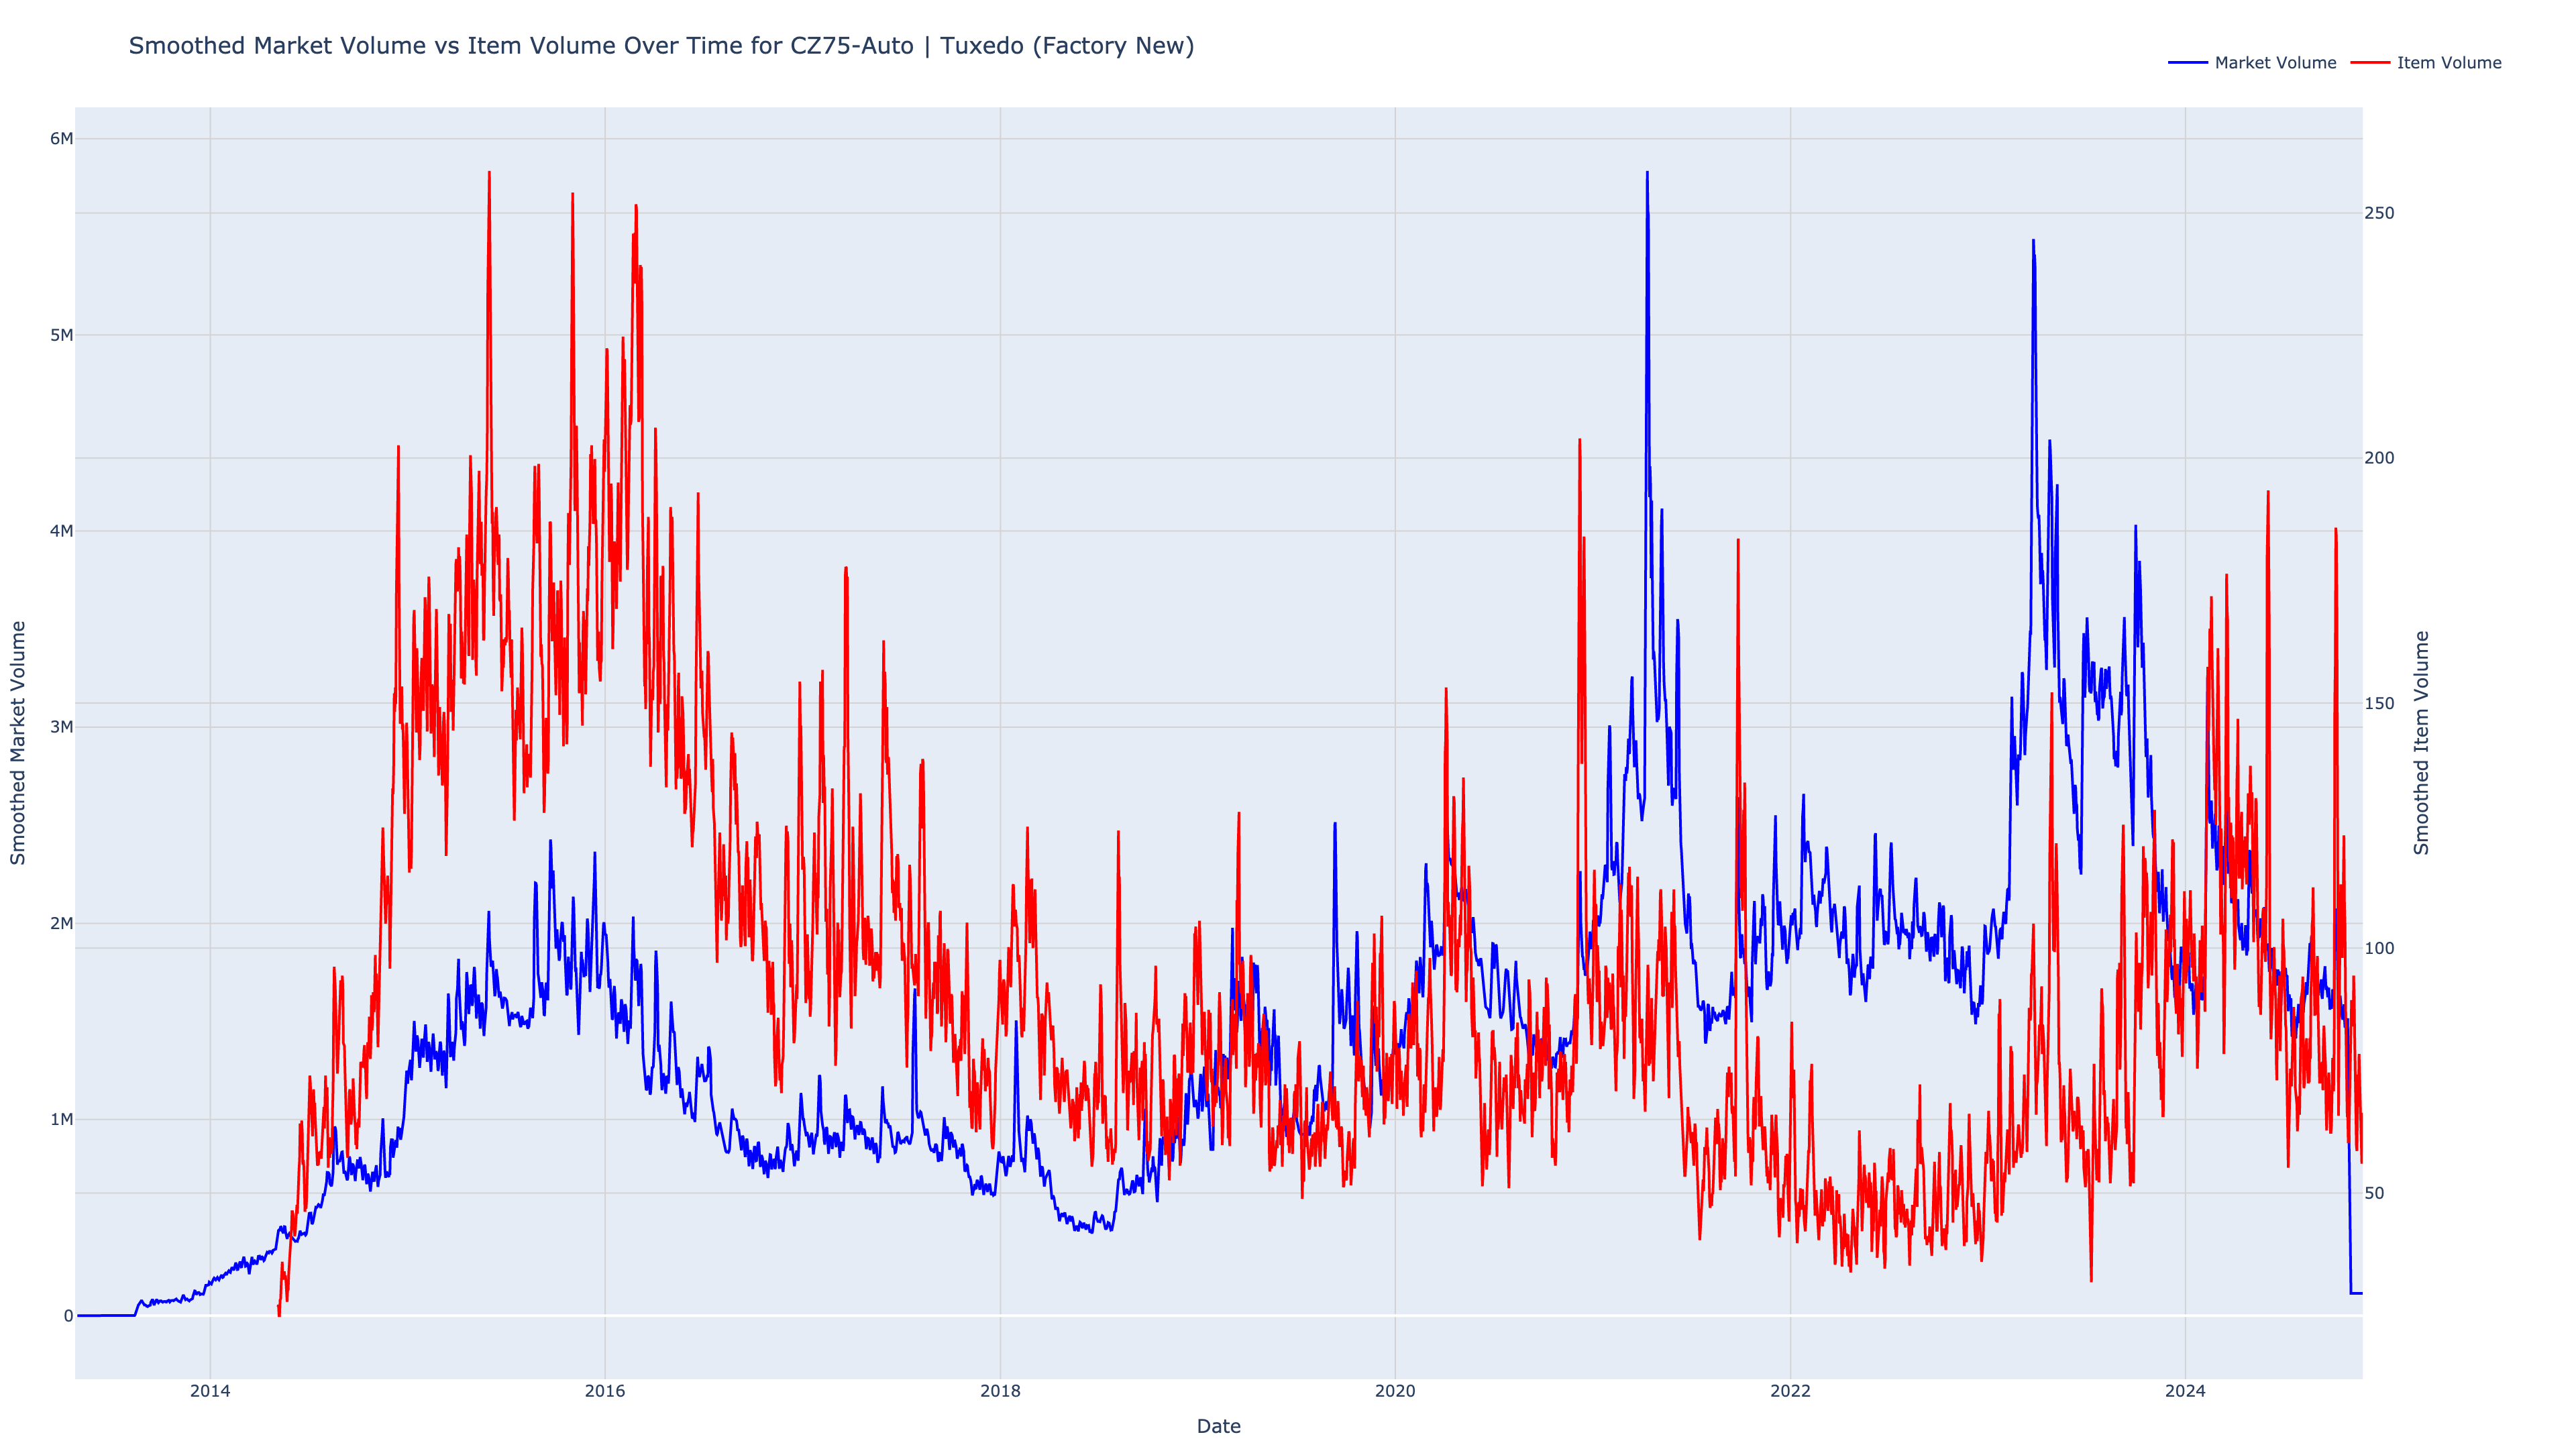 Smoothed Market Volume vs Item Volume Over Time for CZ75-Auto | Tuxedo (Factory New)
Market Volume
Item Volume
6M
5M
4M
3M
2M
1M
0
Smoothed Market Volume
250
200
150
100
50
Smoothed Item Volume
2014
2016
2018
2020
2022
2024
Date